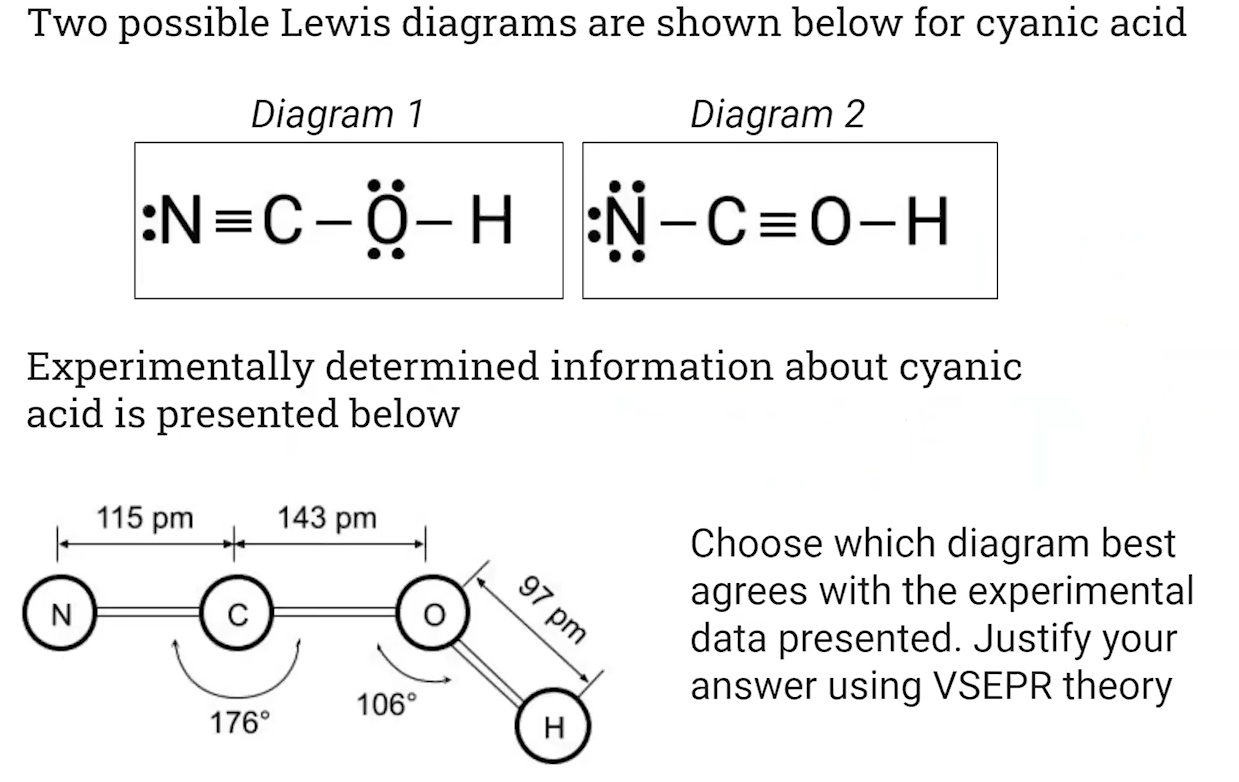 Two possible Lewis diagrams are shown below for cyanic acid
Diagram 1
Diagram 2
:N≡C–Ö–H
:N̈–C≡O–H
Experimentally determined information about cyanic
acid is presented below
115 pm
143 pm
97 pm
N
C
O
H
176°
106°
Choose which diagram best
agrees with the experimental
data presented. Justify your
answer using VSEPR theory